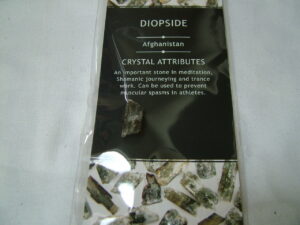 DIOPSIDE
Afghanistan
CRYSTAL ATTRIBUTES
An important stone in meditation,
Shamanic journeying and trance
work. Can be used to prevent
muscular spasms in athletes.